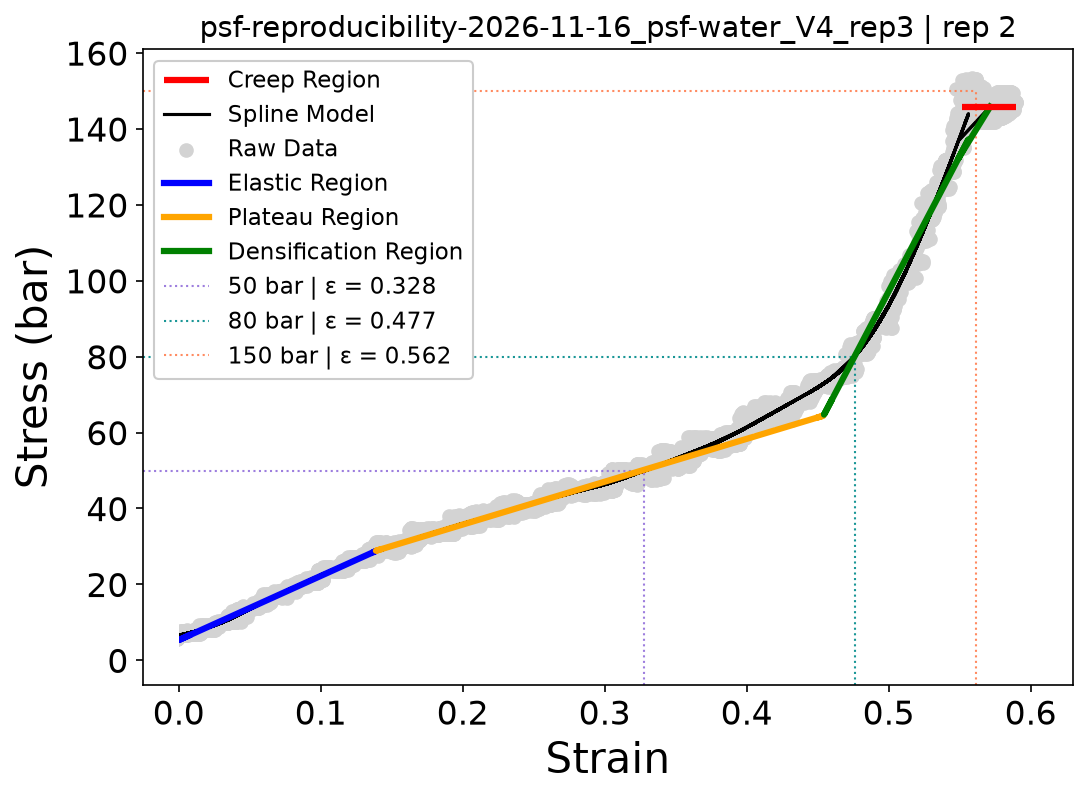 psf-reproducibility-2026-11-16_psf-water_V4_rep3 | rep 2
Creep Region
Spline Model
Raw Data
Elastic Region
Plateau Region
Densification Region
50 bar | ε = 0.328
80 bar | ε = 0.477
150 bar | ε = 0.562
Stress (bar)
160
140
120
100
80
60
40
20
0
0.0 0.1 0.2 0.3 0.4 0.5 0.6
Strain